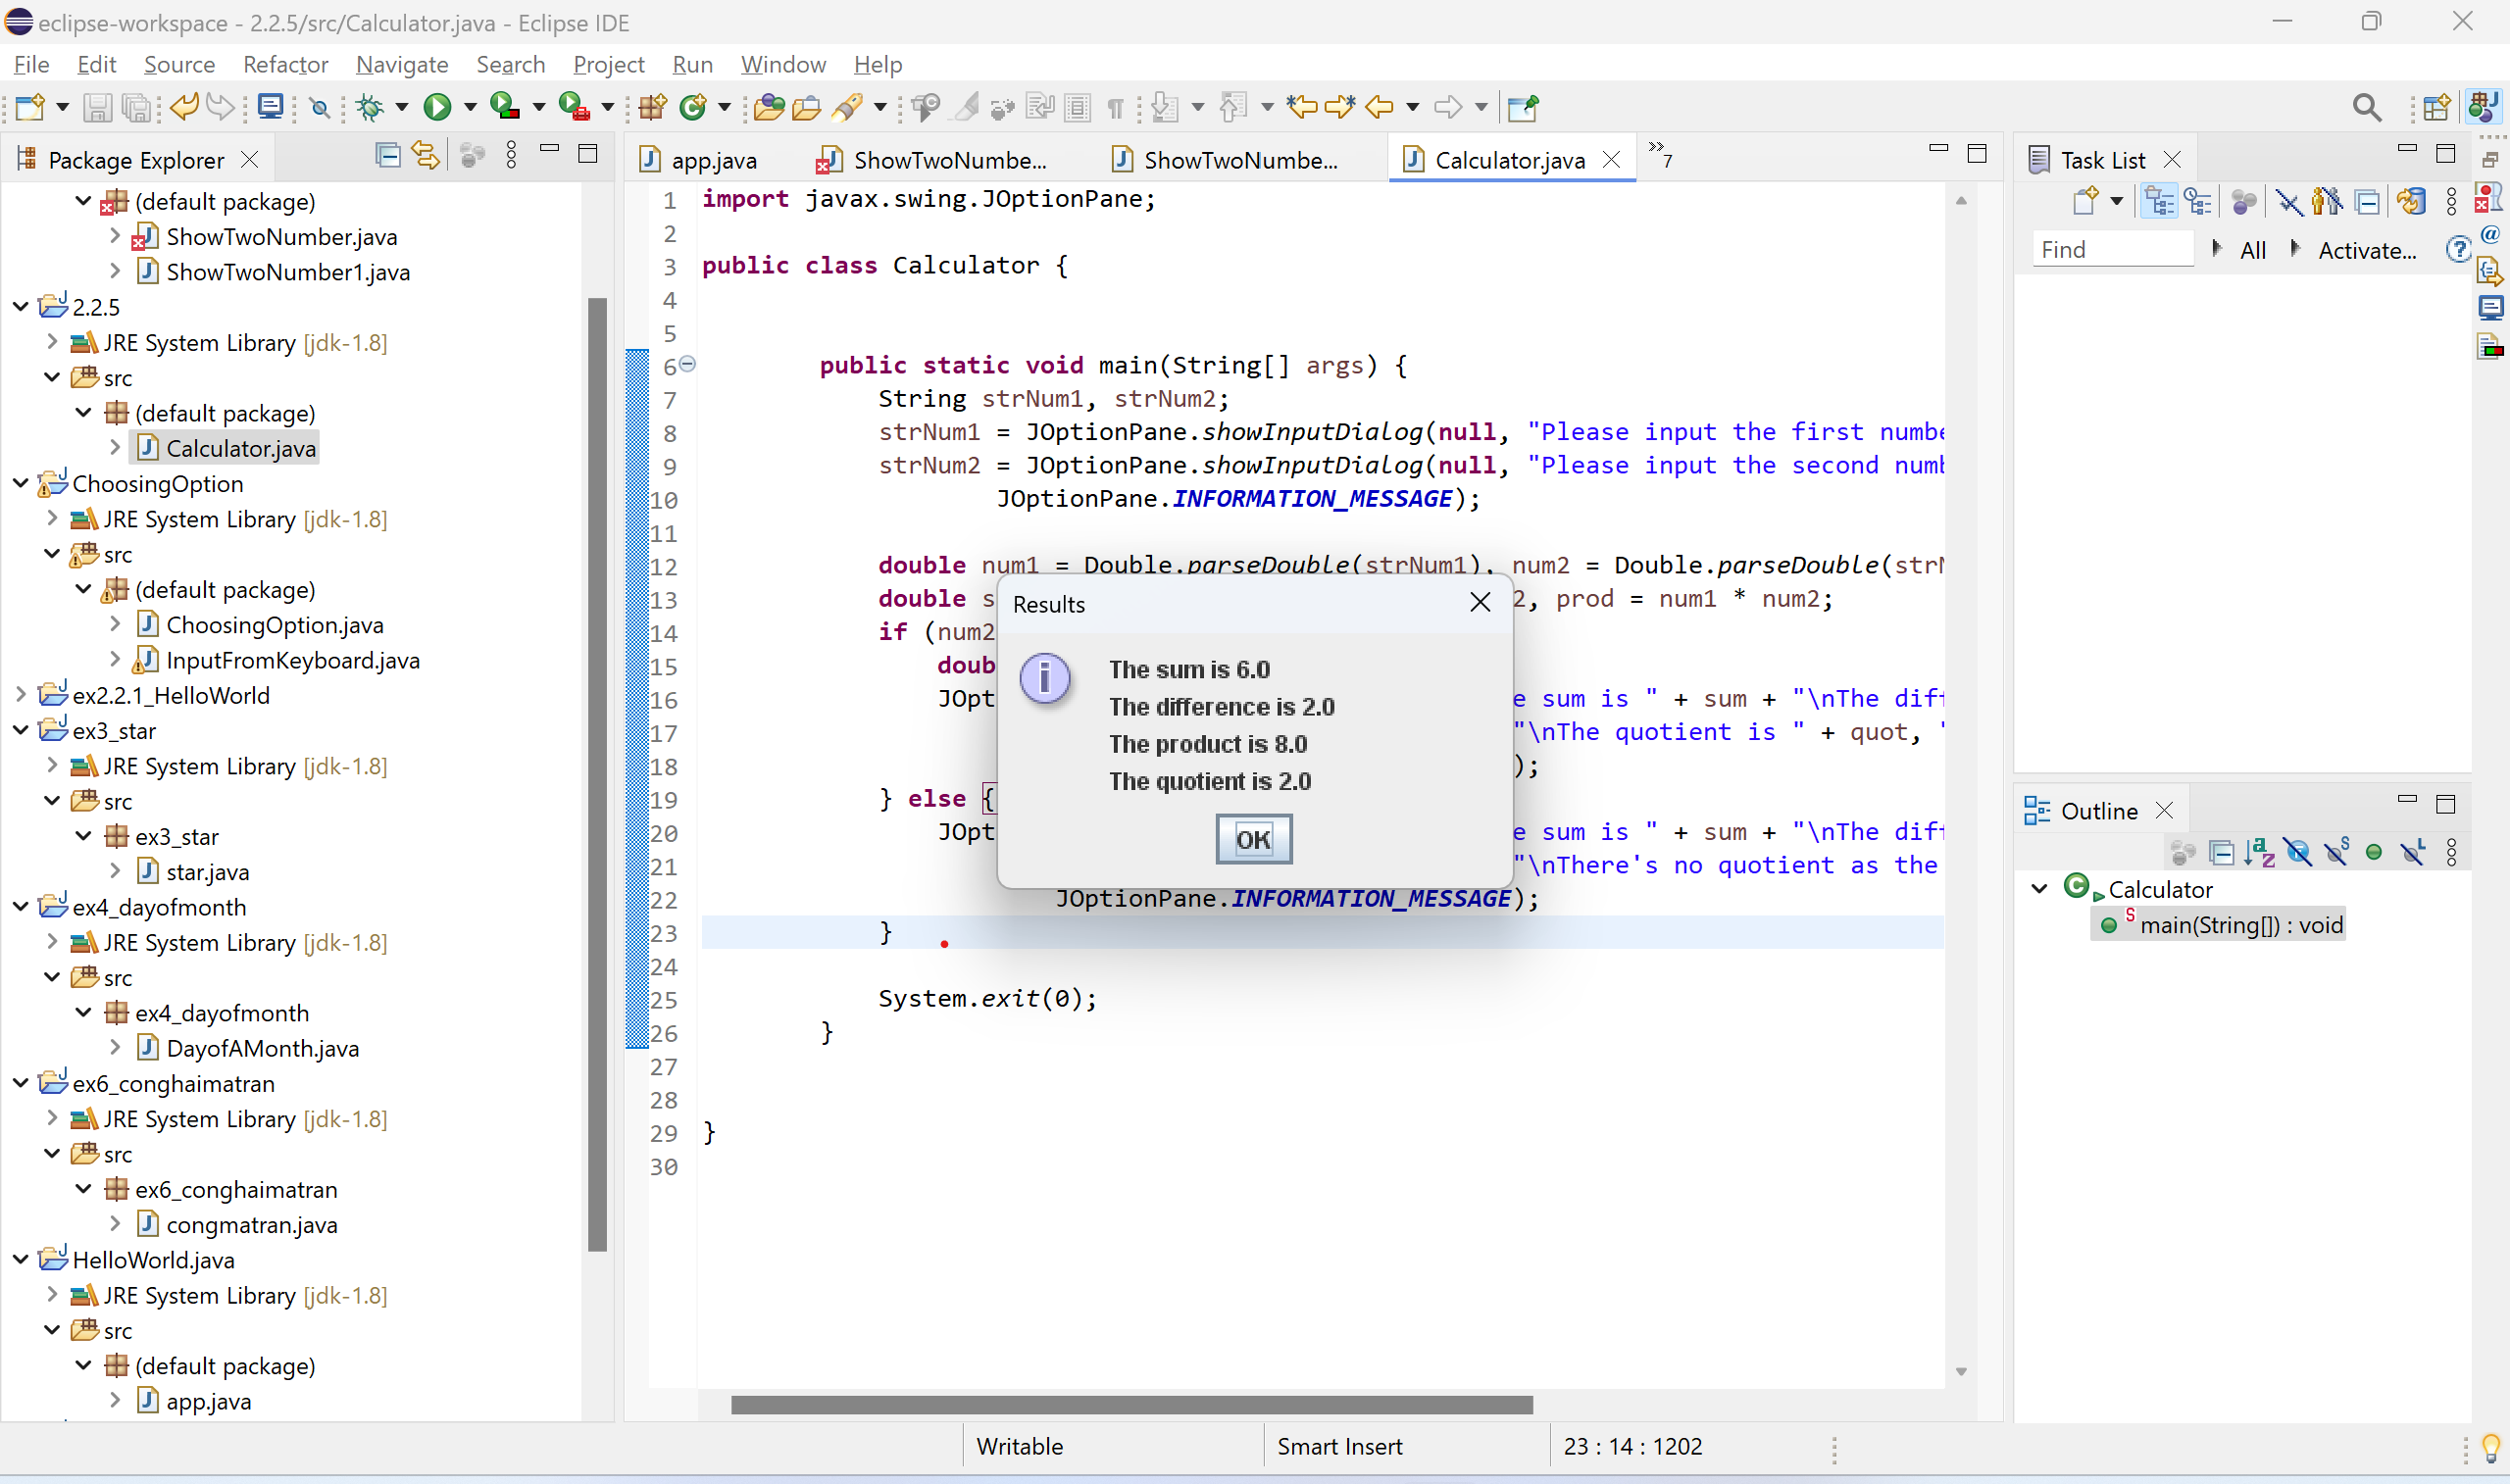 eclipse-workspace - 2.2.5/src/Calculator.java - Eclipse IDE
File Edit Source Refactor Navigate Search Project Run Window Help
Package Explorer
(default package)
ShowTwoNumber.java
ShowTwoNumber1.java
2.2.5
JRE System Library [jdk-1.8]
src
(default package)
Calculator.java
ChoosingOption
JRE System Library [jdk-1.8]
src
(default package)
ChoosingOption.java
InputFromKeyboard.java
ex2.2.1_HelloWorld
ex3_star
JRE System Library [jdk-1.8]
src
ex3_star
star.java
ex4_dayofmonth
JRE System Library [jdk-1.8]
src
ex4_dayofmonth
DayofAMonth.java
ex6_conghaimatran
JRE System Library [jdk-1.8]
src
ex6_conghaimatran
congmatran.java
HelloWorld.java
JRE System Library [jdk-1.8]
src
(default package)
app.java
app.java ShowTwoNumbe... ShowTwoNumbe... Calculator.java »7
1 import javax.swing.JOptionPane;
2
3 public class Calculator {
4
5
6 public static void main(String[] args) {
7 String strNum1, strNum2;
8 strNum1 = JOptionPane.showInputDialog(null, "Please input the first numbe
9 strNum2 = JOptionPane.showInputDialog(null, "Please input the second numb
10 JOptionPane.INFORMATION_MESSAGE);
11
12 double num1 = Double.parseDouble(strNum1), num2 = Double.parseDouble(strN
13 double s 2, prod = num1 * num2;
14 if (num2
15 doub
16 JOpt e sum is " + sum + "\nThe diff
17 "\nThe quotient is " + quot, "
18 );
19 } else {
20 JOpt e sum is " + sum + "\nThe diff
21 "\nThere's no quotient as the
22 JOptionPane.INFORMATION_MESSAGE);
23 }
24
25 System.exit(0);
26 }
27
28
29 }
30
Results
The sum is 6.0
The difference is 2.0
The product is 8.0
The quotient is 2.0
OK
Task List
Find All Activate...
Outline
Calculator
main(String[]) : void
Writable Smart Insert 23 : 14 : 1202